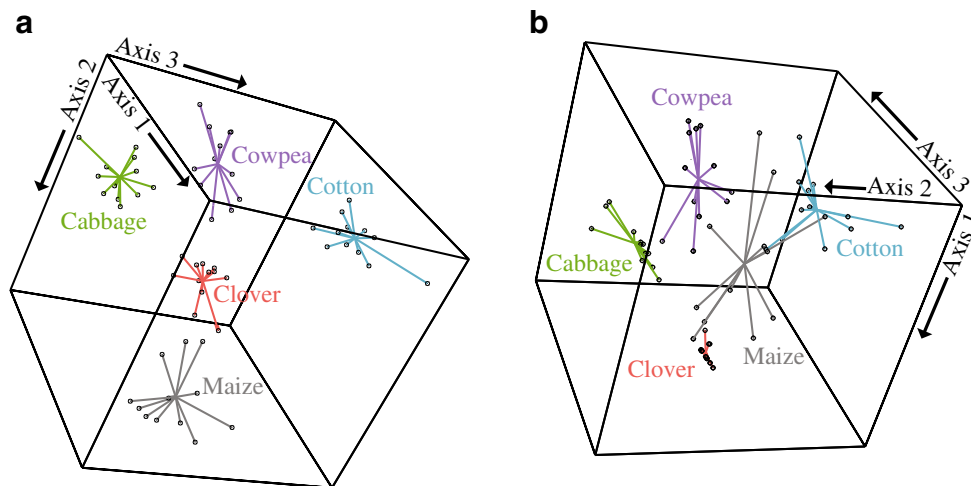 a
Axis 3
Axis 2
Axis 1
Cowpea
Cotton
Cabbage
Clover
Maize
b
Cowpea
Axis 3
Axis 2
Axis 1
Cotton
Cabbage
Maize
Clover